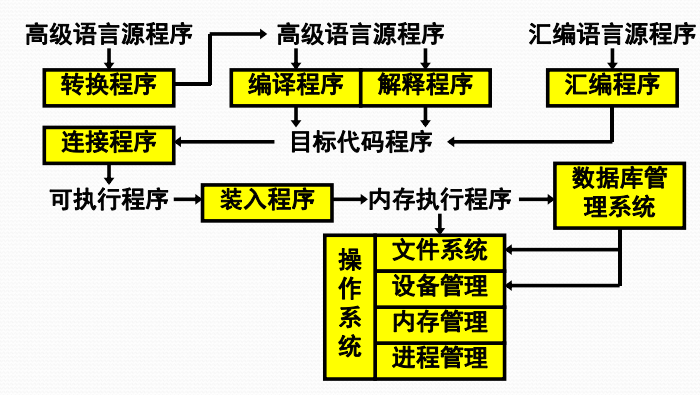 高级语言源程序
高级语言源程序
汇编语言源程序
转换程序
编译程序
解释程序
汇编程序
连接程序
目标代码程序
可执行程序
装入程序
内存执行程序
数据库管
理系统
操
作
系
统
文件系统
设备管理
内存管理
进程管理